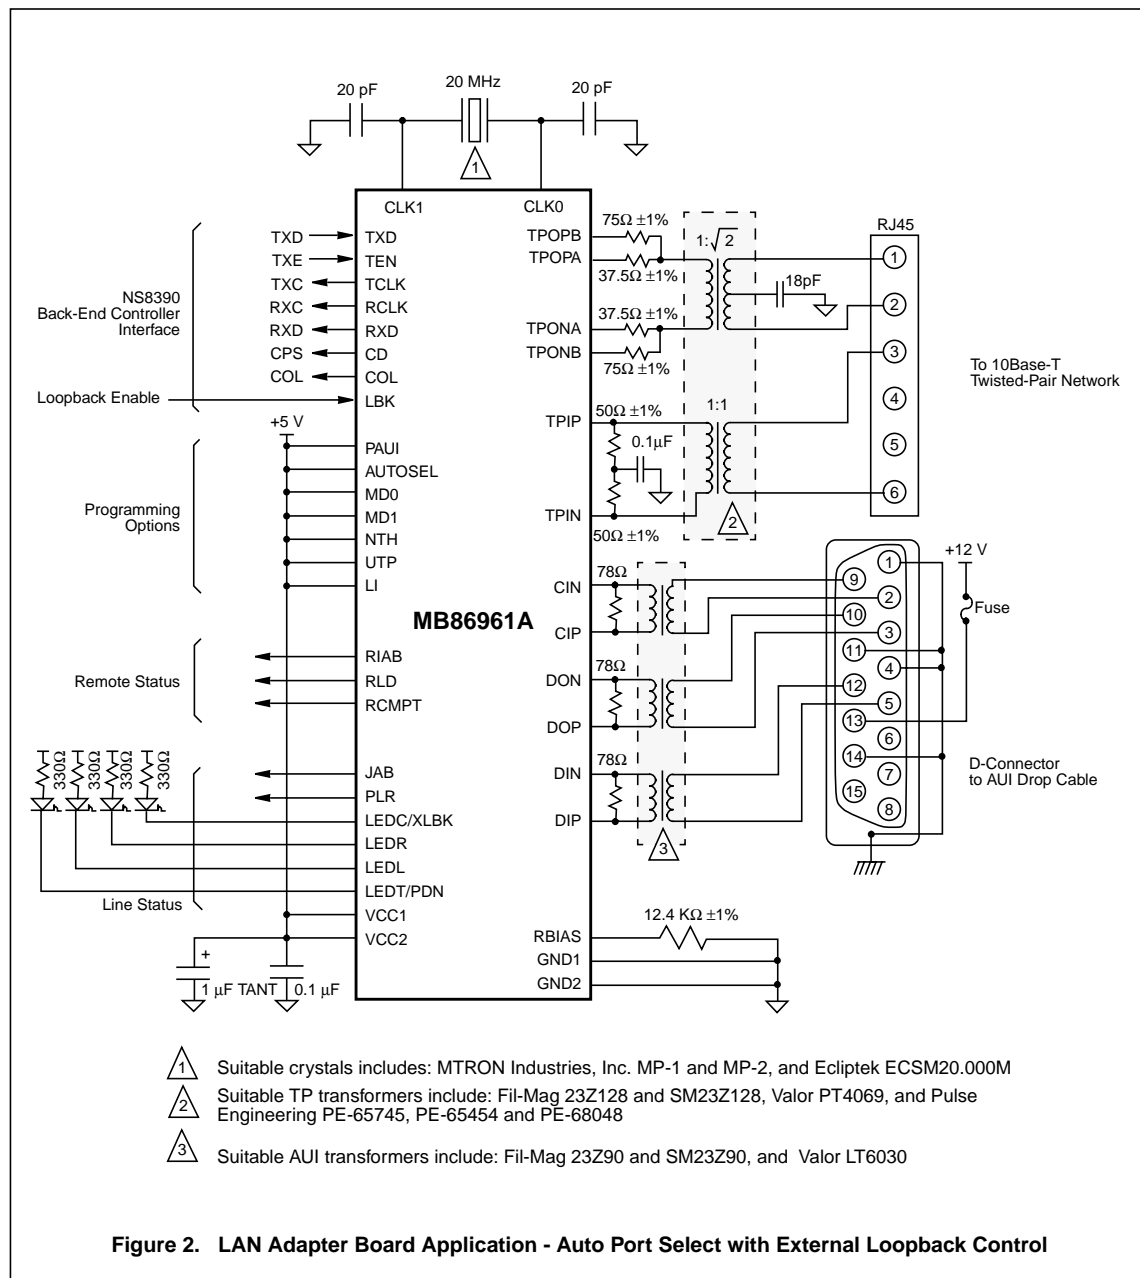 20 pF
20 MHz
20 pF
1
CLK1
CLK0
NS8390
Back-End Controller
Interface
TXD
TXE
TXC
RXC
RXD
CPS
COL
Loopback Enable
TXD
TEN
TCLK
RCLK
RXD
CD
COL
LBK
+5 V
Programming
Options
PAUI
AUTOSEL
MD0
MD1
NTH
UTP
LI
MB86961A
Remote Status
RIAB
RLD
RCMPT
330Ω
330Ω
330Ω
330Ω
JAB
PLR
LEDC/XLBK
LEDR
LEDL
LEDT/PDN
Line Status
VCC1
VCC2
+
1 µF TANT
0.1 µF
TPOPB
TPOPA
TPONA
TPONB
TPIP
TPIN
CIN
CIP
DON
DOP
DIN
DIP
RBIAS
GND1
GND2
75Ω ±1%
37.5Ω ±1%
37.5Ω ±1%
75Ω ±1%
1:√2
18pF
50Ω ±1%
0.1µF
50Ω ±1%
1:1
2
RJ45
1
2
3
4
5
6
To 10Base-T
Twisted-Pair Network
78Ω
78Ω
78Ω
3
1
9
2
10
3
11
4
12
5
13
6
14
7
15
8
+12 V
Fuse
D-Connector
to AUI Drop Cable
12.4 KΩ ±1%
1 Suitable crystals includes: MTRON Industries, Inc. MP-1 and MP-2, and Ecliptek ECSM20.000M
2 Suitable TP transformers include: Fil-Mag 23Z128 and SM23Z128, Valor PT4069, and Pulse
Engineering PE-65745, PE-65454 and PE-68048
3 Suitable AUI transformers include: Fil-Mag 23Z90 and SM23Z90, and Valor LT6030
Figure 2. LAN Adapter Board Application - Auto Port Select with External Loopback Control